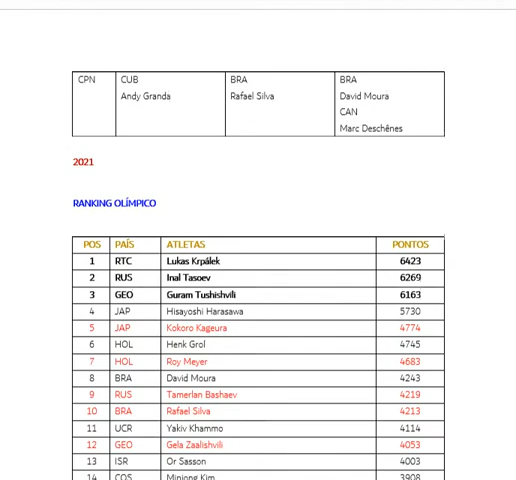 CPN CUB BRA BRA
Andy Granda Rafael Silva David Moura
CAN
Marc Deschênes
2021
RANKING OLÍMPICO
POS PAÍS ATLETAS PONTOS
1 RTC Lukas Krpálek 6423
2 RUS Inal Tasoev 6269
3 GEO Guram Tushishvili 6163
4 JAP Hisayoshi Harasawa 5730
5 JAP Kokoro Kageura 4774
6 HOL Henk Grol 4745
7 HOL Roy Meyer 4683
8 BRA David Moura 4243
9 RUS Tamerlan Bashaev 4219
10 BRA Rafael Silva 4213
11 UCR Yakiv Khammo 4114
12 GEO Gela Zaalishvili 4053
13 ISR Or Sasson 4003
14 COS Minjong Kim 3908